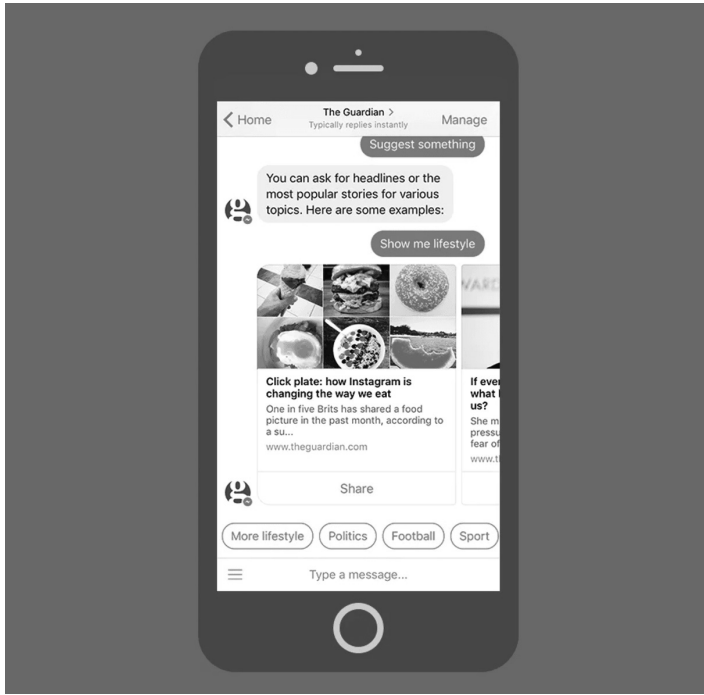 Home
The Guardian >
Typically replies instantly
Manage
Suggest something
You can ask for headlines or the
most popular stories for various
topics. Here are some examples:
Show me lifestyle
Click plate: how Instagram is
changing the way we eat
One in five Brits has shared a food
picture in the past month, according to
a su...
www.theguardian.com
Share
If ever
what
us?
She m
pressu
fear of
www.t
More lifestyle
Politics
Football
Sport
Type a message...